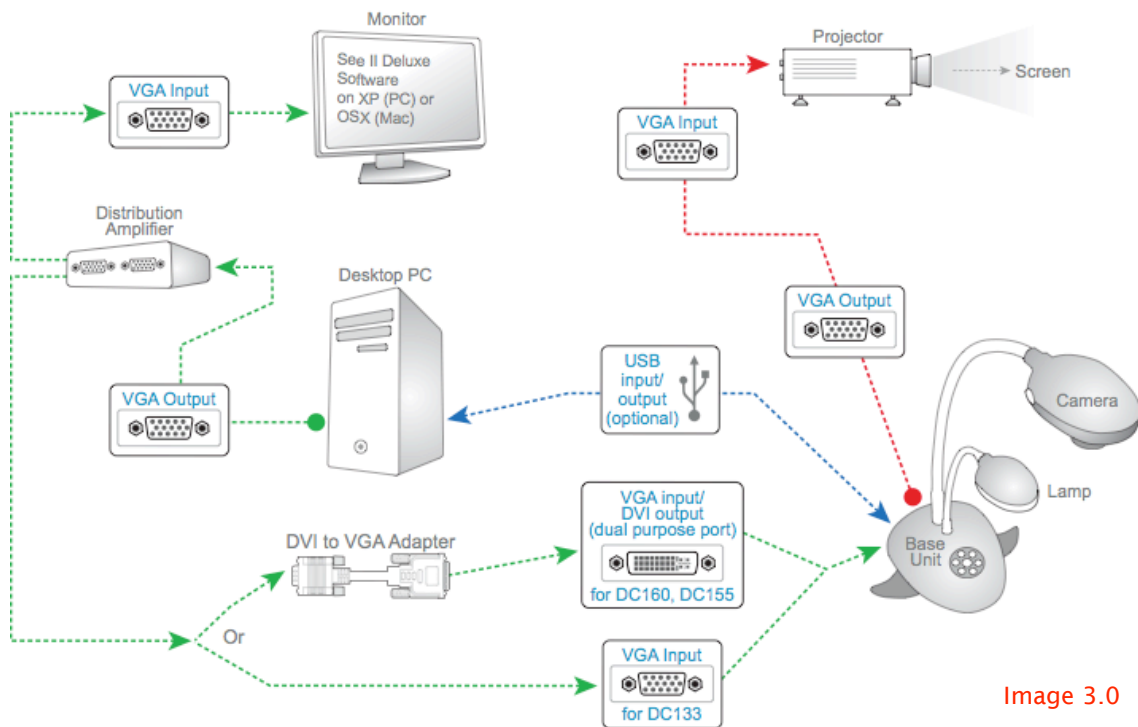 Monitor
See II Deluxe
Software
on XP (PC) or
OSX (Mac)
VGA Input
Projector
Screen
VGA Input
Distribution
Amplifier
Desktop PC
VGA Output
VGA Output
USB
input/
output
(optional)
Camera
Lamp
Base
Unit
VGA input/
DVI output
(dual purpose port)
for DC160, DC155
DVI to VGA Adapter
Or
VGA Input
for DC133
Image 3.0